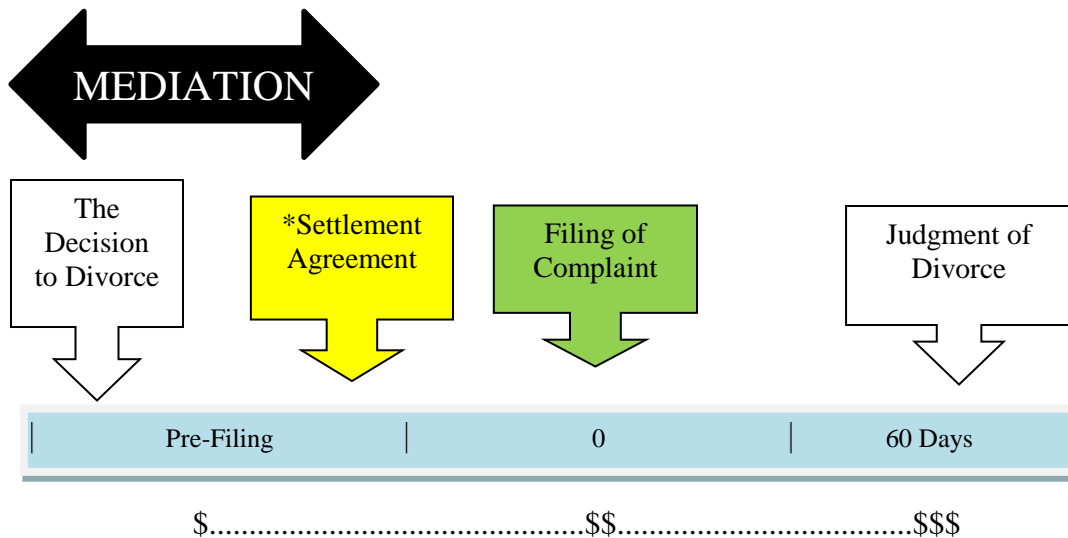 MEDIATION
The
Decision
to Divorce
*Settlement
Agreement
Filing of
Complaint
Judgment of
Divorce
Pre-Filing 0 60 Days
$................................................$$......................................$$$